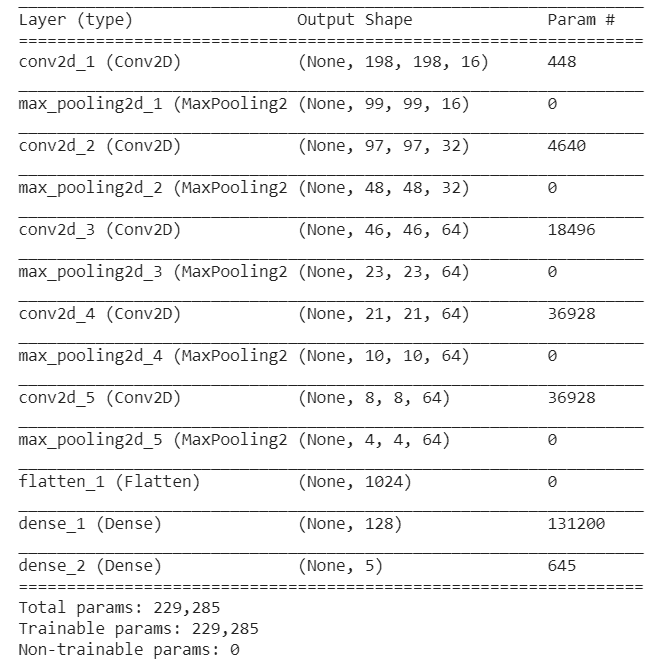 Layer (type) Output Shape Param #
conv2d_1 (Conv2D) (None, 198, 198, 16) 448
max_pooling2d_1 (MaxPooling2 (None, 99, 99, 16) 0
conv2d_2 (Conv2D) (None, 97, 97, 32) 4640
max_pooling2d_2 (MaxPooling2 (None, 48, 48, 32) 0
conv2d_3 (Conv2D) (None, 46, 46, 64) 18496
max_pooling2d_3 (MaxPooling2 (None, 23, 23, 64) 0
conv2d_4 (Conv2D) (None, 21, 21, 64) 36928
max_pooling2d_4 (MaxPooling2 (None, 10, 10, 64) 0
conv2d_5 (Conv2D) (None, 8, 8, 64) 36928
max_pooling2d_5 (MaxPooling2 (None, 4, 4, 64) 0
flatten_1 (Flatten) (None, 1024) 0
dense_1 (Dense) (None, 128) 131200
dense_2 (Dense) (None, 5) 645
Total params: 229,285
Trainable params: 229,285
Non-trainable params: 0